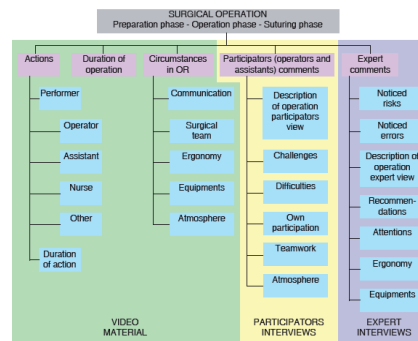 SURGICAL OPERATION
Preparation phase - Operation phase - Suturing phase
Actions
Duration of
operation
Circumstances
in OR
Participators (operators and
assistants) comments
Expert
comments
Performer
Operator
Assistant
Nurse
Other
Duration
of action
Communication
Surgical
team
Ergonomy
Equipments
Atmosphere
Description
of operation
participators
view
Challenges
Difficulties
Own
participation
Teamwork
Atmosphere
Noticed
risks
Noticed
errors
Description of
operation
expert view
Recommen-
dations
Attentions
Ergonomy
Equipments
VIDEO
MATERIAL
PARTICIPATORS
INTERVIEWS
EXPERT
INTERVIEWS